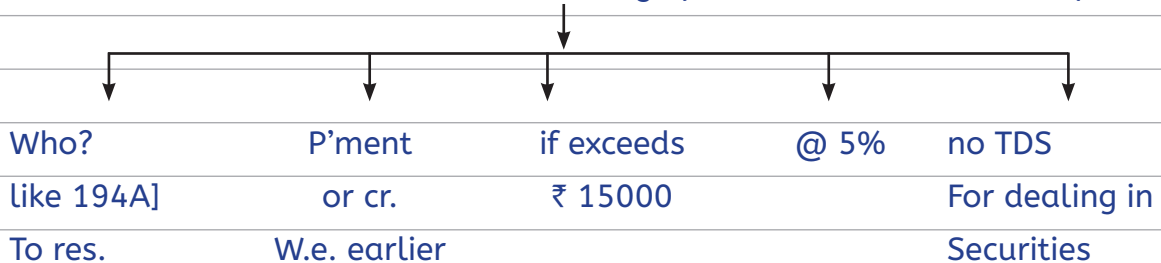 Who? P'ment if exceeds @ 5% no TDS
like 194A] or cr. ₹ 15000 For dealing in
To res. W.e. earlier Securities